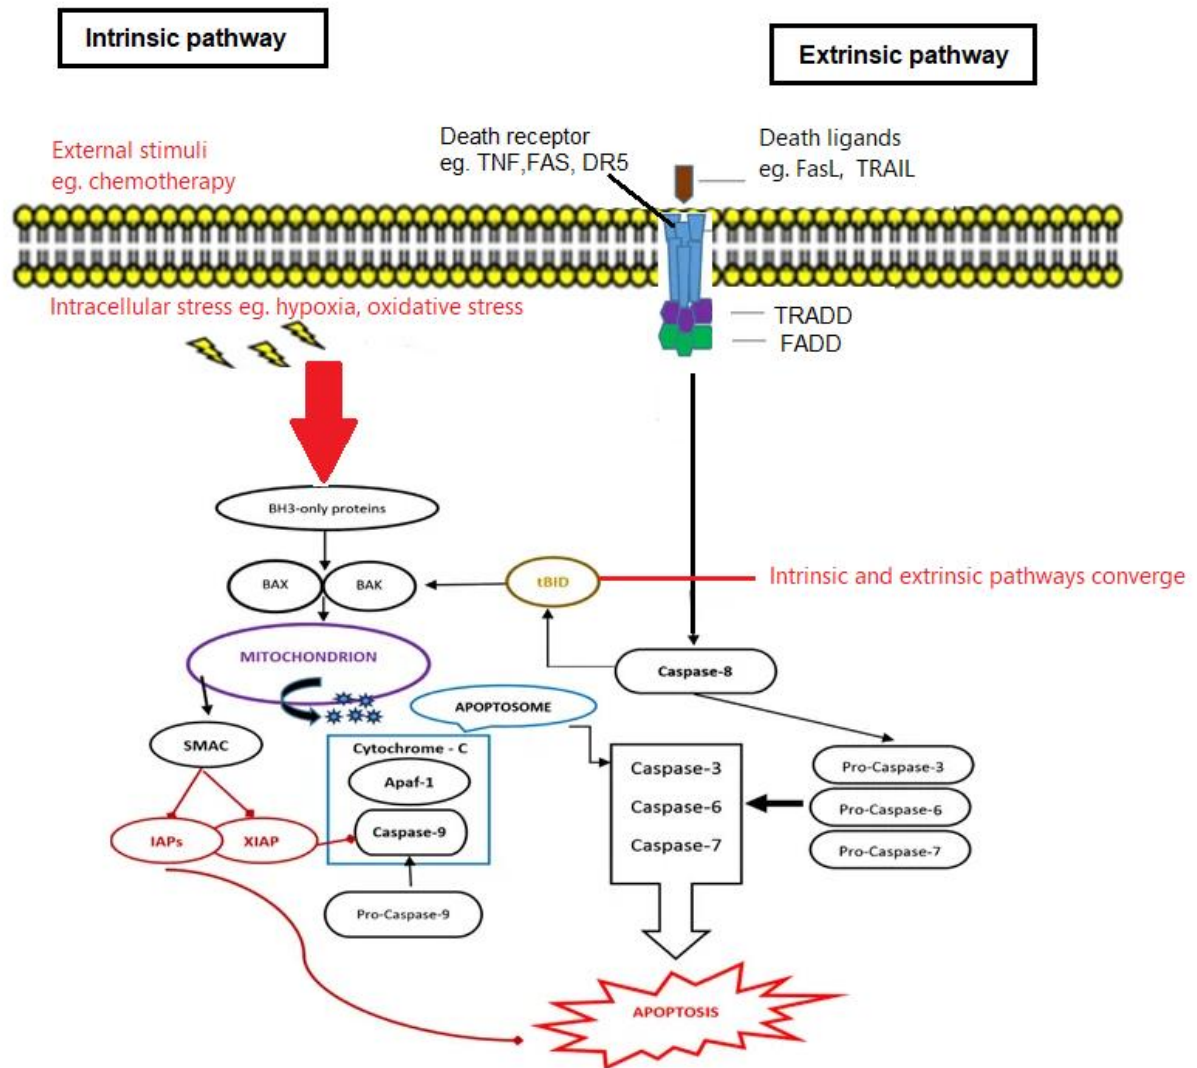 Intrinsic pathway
Extrinsic pathway
External stimuli
eg. chemotherapy
Death receptor
eg. TNF,FAS, DR5
Death ligands
eg. FasL, TRAIL
Intracellular stress eg. hypoxia, oxidative stress
TRADD
FADD
BH3-only proteins
BAX
BAK
tBID
Intrinsic and extrinsic pathways converge
MITOCHONDRION
Caspase-8
APOPTOSOME
SMAC
Cytochrome - C
Apaf-1
Caspase-9
IAPs
XIAP
Pro-Caspase-9
Caspase-3
Caspase-6
Caspase-7
Pro-Caspase-3
Pro-Caspase-6
Pro-Caspase-7
APOPTOSIS